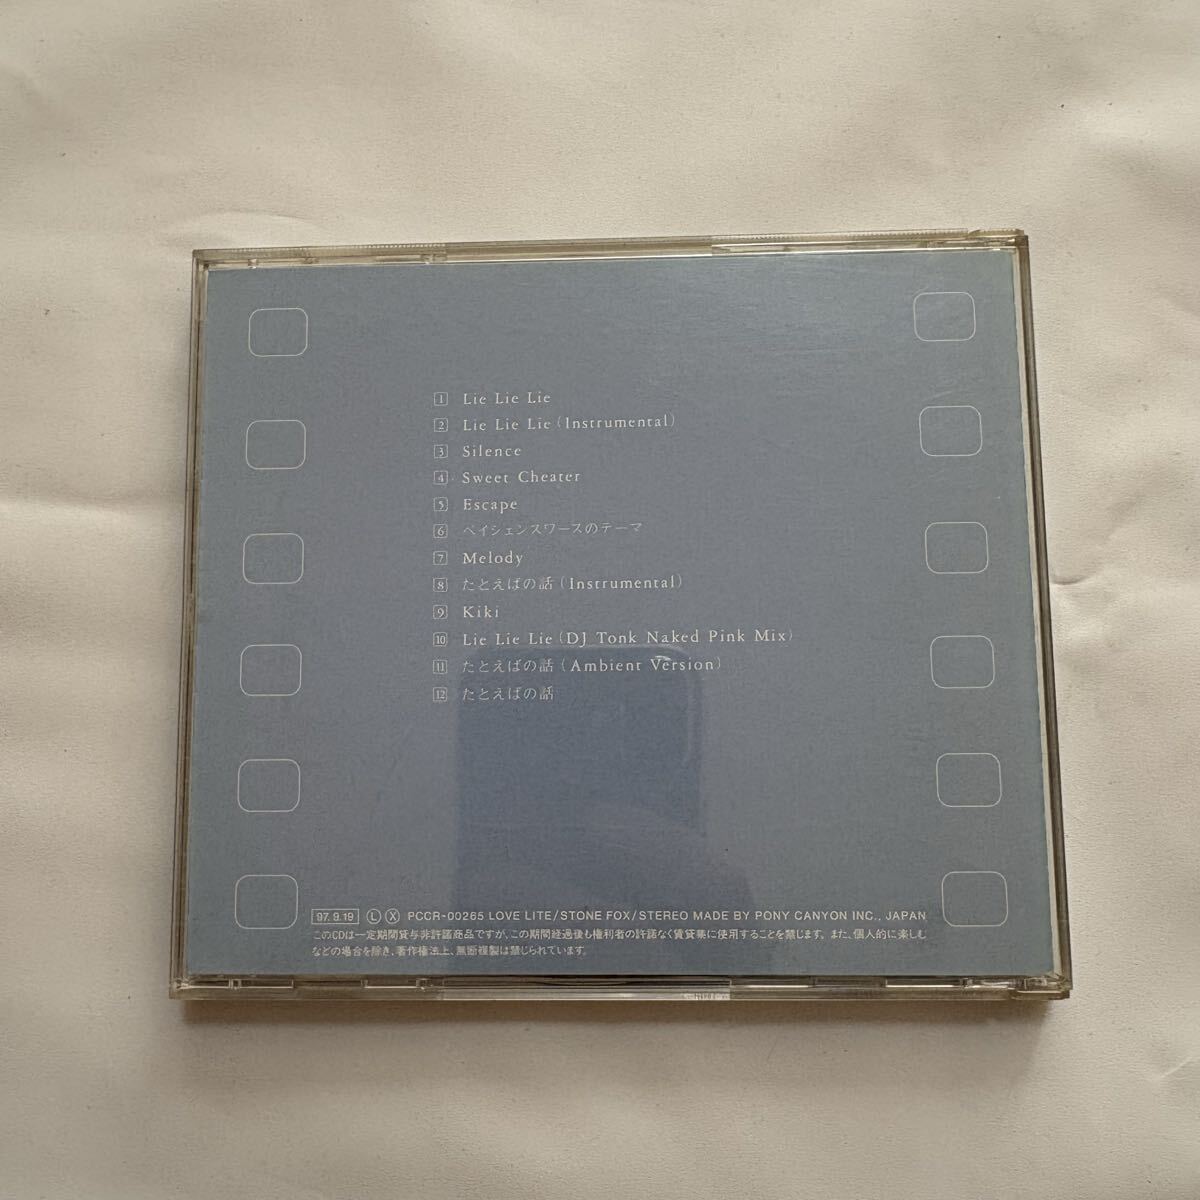 1 Lie Lie Lie
2 Lie Lie Lie (Instrumental)
3 Silence
4 Sweet Cheater
5 Escape
6 ペイシェンスワースのテーマ
7 Melody
8 たとえばの話 (Instrumental)
9 Kiki
10 Lie Lie Lie (DJ Tonk Naked Pink Mix)
11 たとえばの話 (Ambient Version)
12 たとえばの話
97.9.19 L X PCCR-00265 LOVE LITE/STONE FOX/STEREO MADE BY PONY CANYON INC., JAPAN
このCDは一定期間貸与非許諾商品ですが、この期間経過後も権利者の許諾なく賃貸業に使用することを禁じます。また、個人的に楽しむ
などの場合を除き、著作権法上、無断複製は禁じられています。